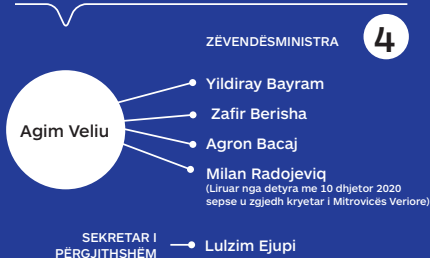 ZËVENDËSMINISTRA 4
Yildiray Bayram
Zafir Berisha
Agim Veliu
Agron Bacaj
Milan Radojeviq
(Liruar nga detyra me 10 dhjetor 2020
sepse u zgjedh kryetar i Mitrovicës Veriore)
SEKRETAR I
PËRGJITHSHËM
Lulzim Ejupi